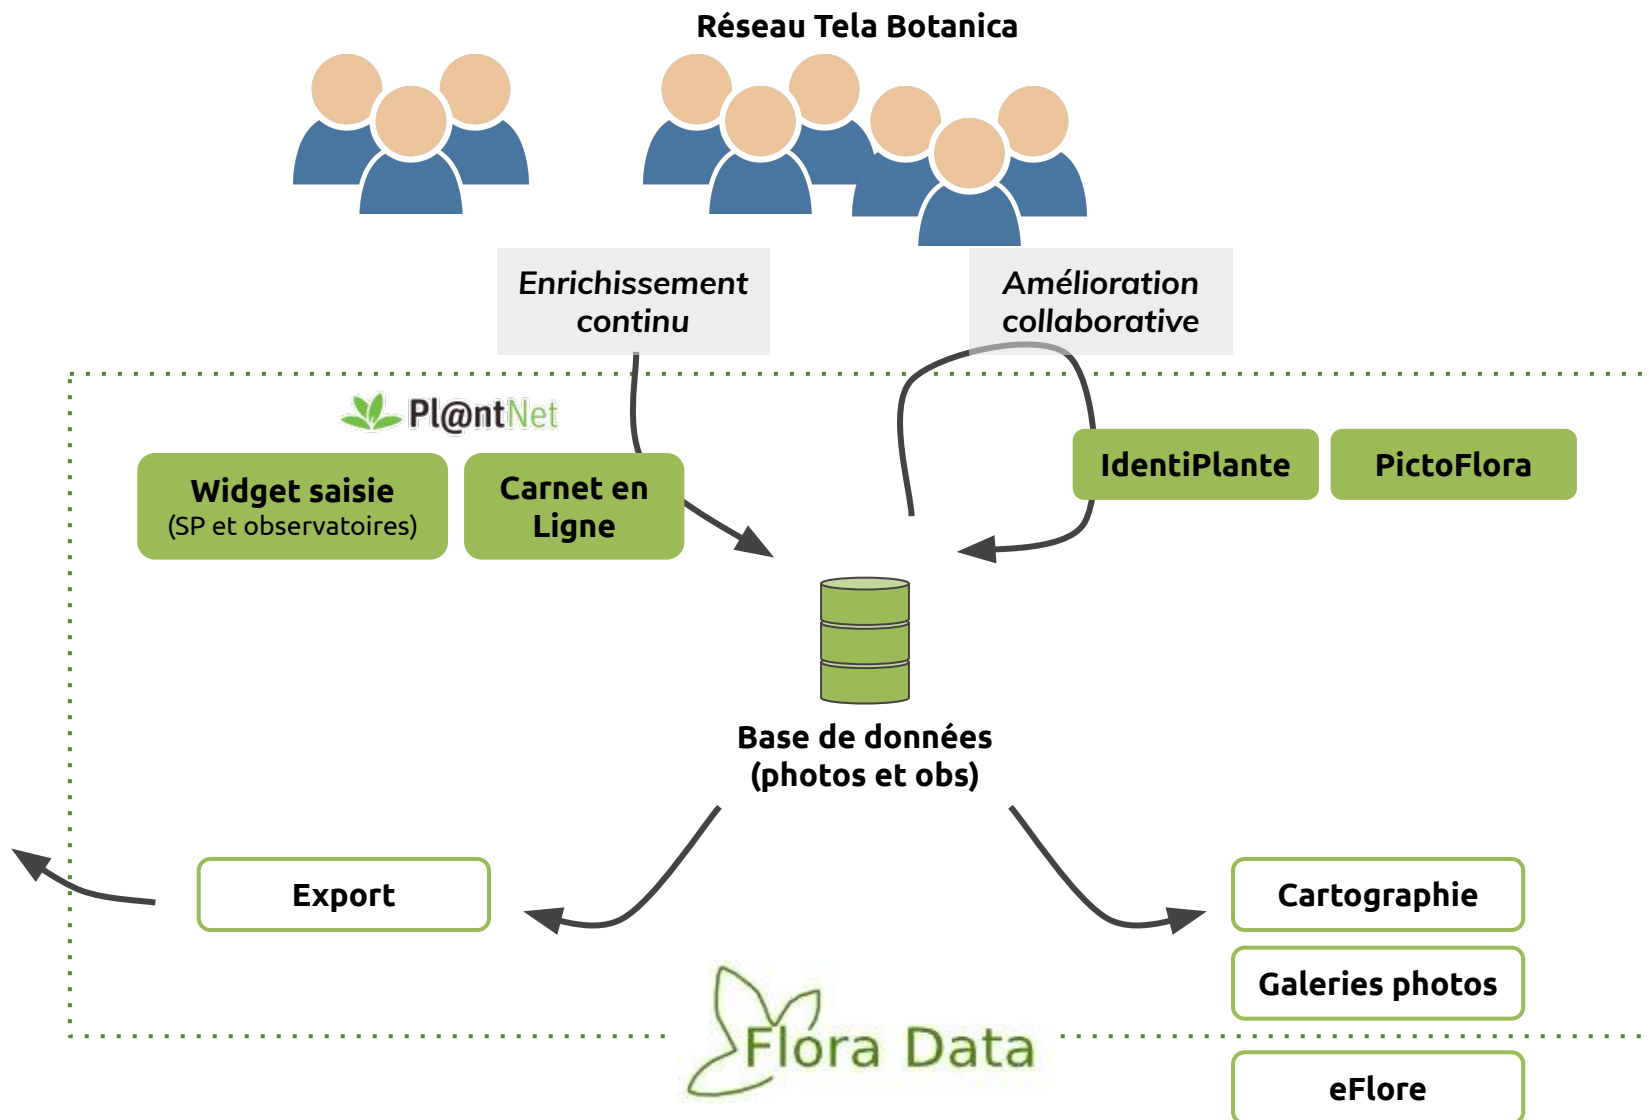 Réseau Tela Botanica
Enrichissement
continu
Amélioration
collaborative
Pl@ntNet
Widget saisie
(SP et observatoires)
Carnet en
Ligne
IdentiPlante
PictoFlora
Base de données
(photos et obs)
Export
Cartographie
Galeries photos
Flora Data
eFlore